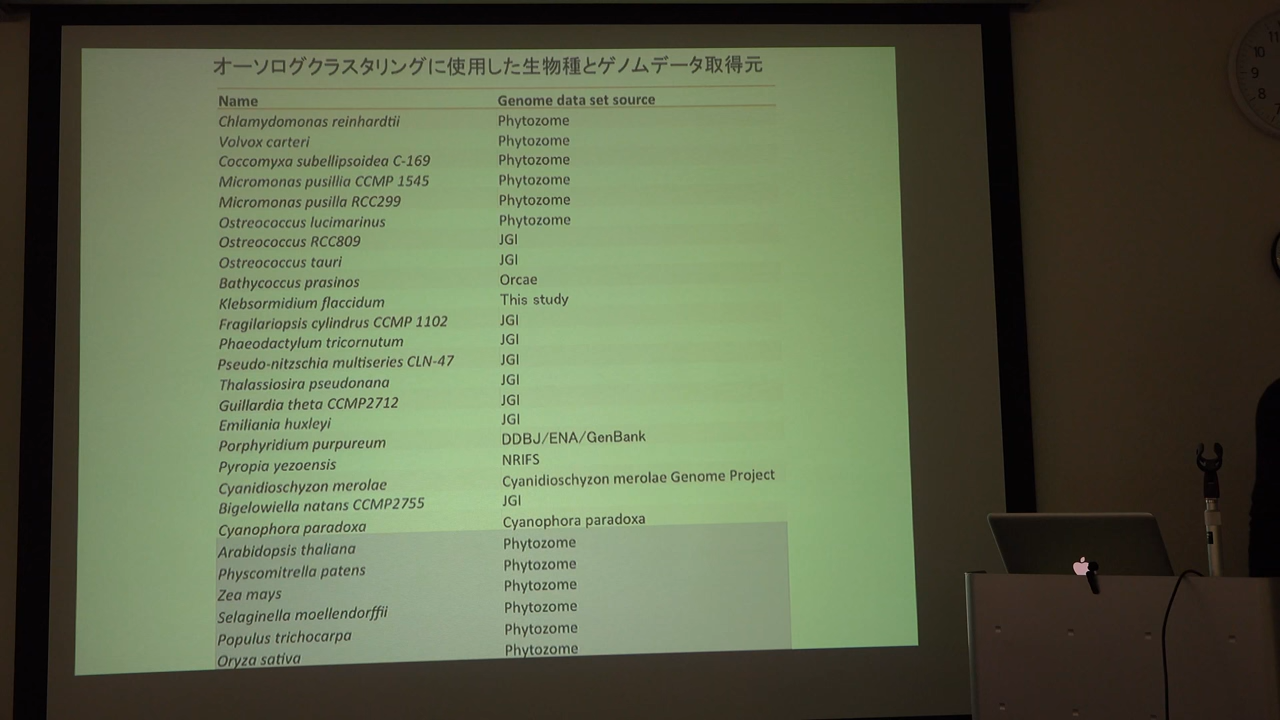 オーソログクラスタリングに使用した生物種とゲノムデータ取得元
Name Genome data set source
Chlamydomonas reinhardtii Phytozome
Volvox carteri Phytozome
Coccomyxa subellipsoidea C-169 Phytozome
Micromonas pusillia CCMP 1545 Phytozome
Micromonas pusilla RCC299 Phytozome
Ostreococcus lucimarinus Phytozome
Ostreococcus RCC809 JGI
Ostreococcus tauri JGI
Bathycoccus prasinos Orcae
Klebsormidium flaccidum This study
Fragilariopsis cylindrus CCMP 1102 JGI
Phaeodactylum tricornutum JGI
Pseudo-nitzschia multiseries CLN-47 JGI
Thalassiosira pseudonana JGI
Guillardia theta CCMP2712 JGI
Emiliania huxleyi JGI
Porphyridium purpureum DDBJ/ENA/GenBank
Pyropia yezoensis NRIFS
Cyanidioschyzon merolae Cyanidioschyzon merolae Genome Project
Bigelowiella natans CCMP2755 JGI
Cyanophora paradoxa Cyanophora paradoxa
Arabidopsis thaliana Phytozome
Physcomitrella patens Phytozome
Zea mays Phytozome
Selaginella moellendorffii Phytozome
Populus trichocarpa Phytozome
Oryza sativa Phytozome
11
10
9
8